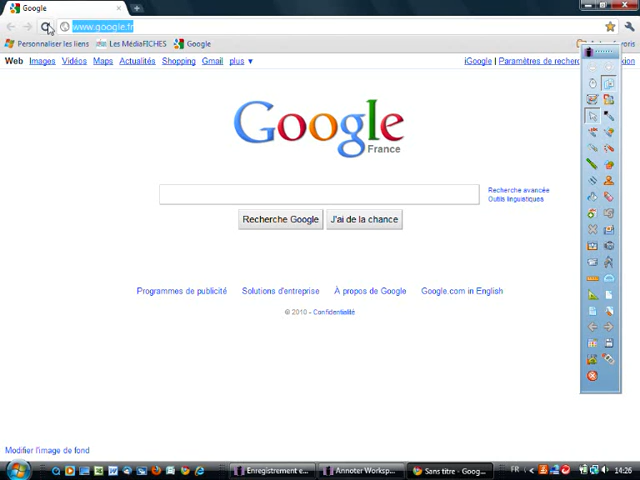 Google
www.google.fr
Personnaliser les liens Les MédiaFICHES Google
Web Images Vidéos Maps Actualités Shopping Gmail plus ▼ iGoogle | Paramètres de recher
Google
France
Recherche avancée
Outils linguistiques
Recherche Google J'ai de la chance
Programmes de publicité Solutions d'entreprise À propos de Google Google.com in English
© 2010 - Confidentialité
Modifier l'image de fond
Enregistrement e... Annoter Worksp... Sans titre - Goog... FR 14:26